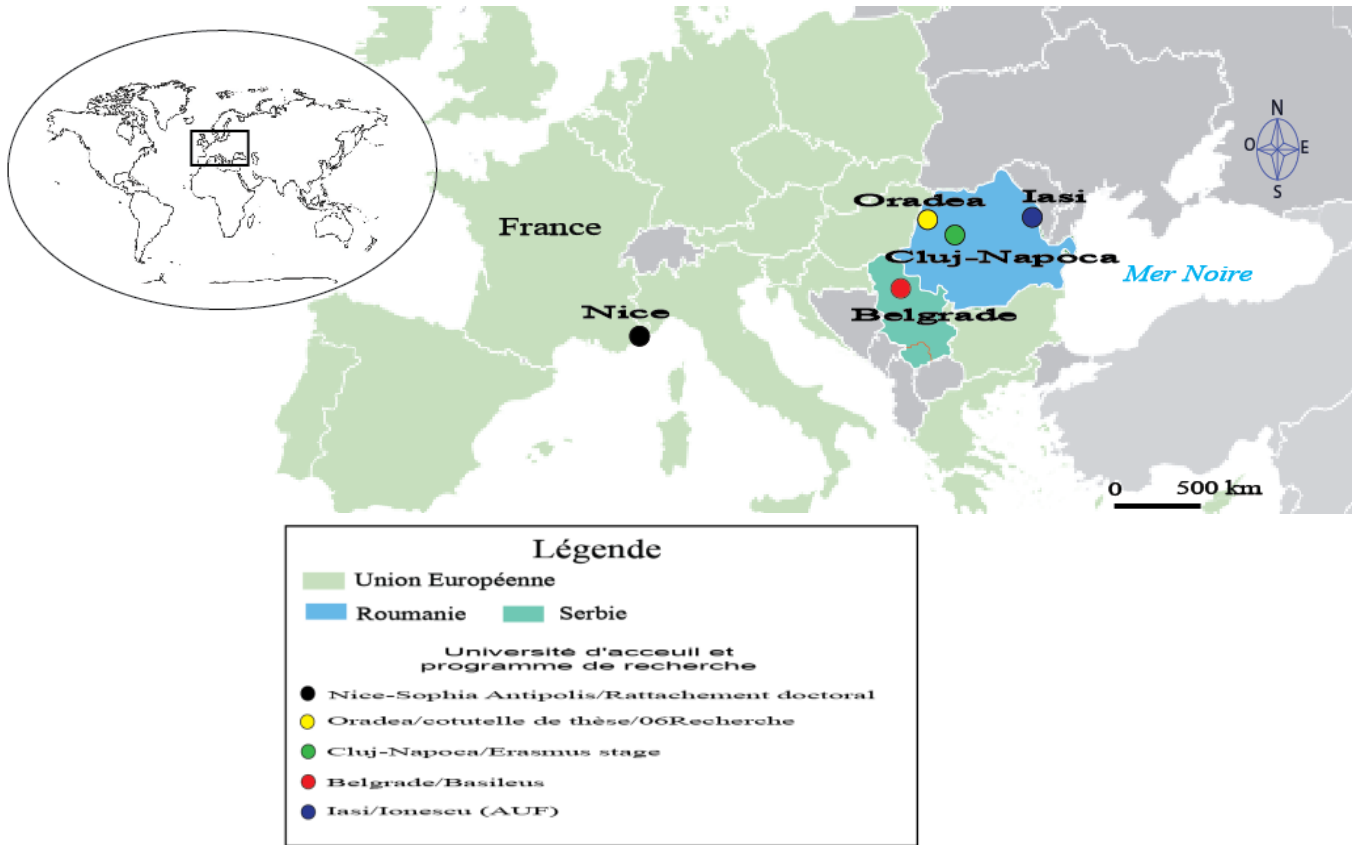 N
O
E
S
Oradea
Iasi
France
Cluj-Napoca
Mer Noire
Nice
Belgrade
0
500 km
Légende
Union Européenne
Roumanie
Serbie
Université d'acceuil et
programme de recherche
Nice-Sophia Antipolis/Rattachement doctoral
Oradea/cotutelle de thèse/06Recherche
Cluj-Napoca/Erasmus stage
Belgrade/Basileus
Iasi/Ionescu (AUF)